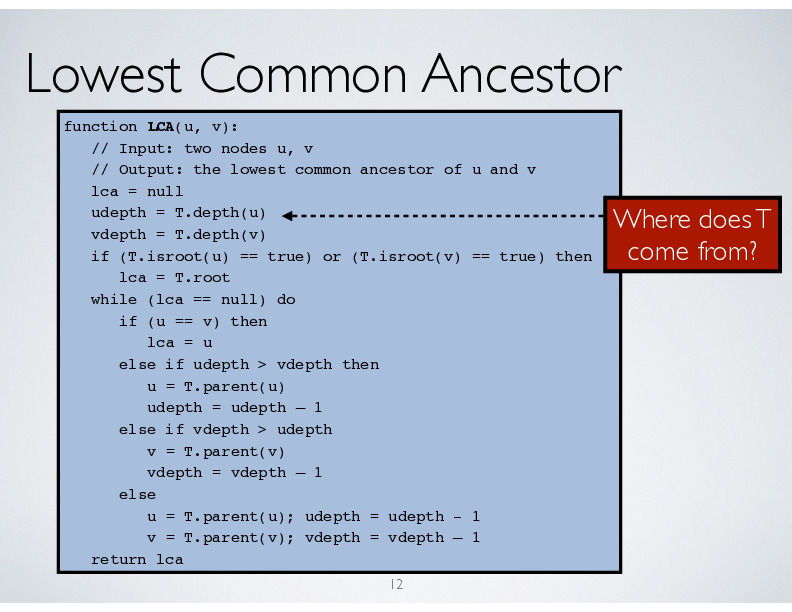 Lowest Common Ancestor
function LCA(u, v):
// Input: two nodes u, v
// Output: the lowest common ancestor of u and v
lca = null
udepth = T.depth(u)
vdepth = T.depth(v)
if (T.isroot(u) == true) or (T.isroot(v) == true) then
lca = T.root
while (lca == null) do
if (u == v) then
lca = u
else if udepth > vdepth then
u = T.parent(u)
udepth = udepth – 1
else if vdepth > udepth
v = T.parent(v)
vdepth = vdepth – 1
else
u = T.parent(u); udepth = udepth - 1
v = T.parent(v); vdepth = vdepth – 1
return lca
Where does T
come from?
12